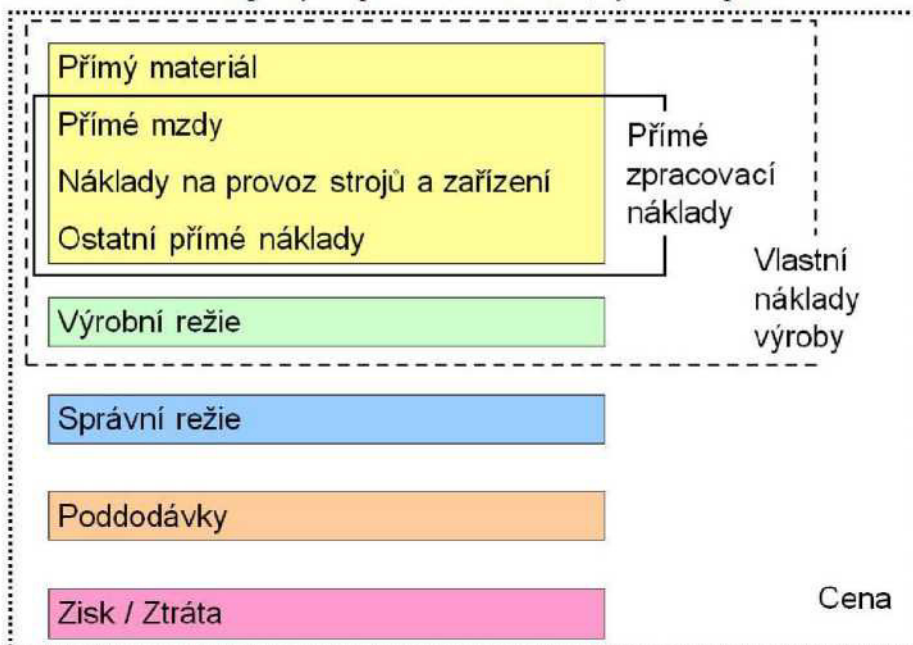 Přímý materiál
Přímé mzdy
Náklady na provoz strojů a zařízení
Ostatní přímé náklady
Přímé
zpracovací
náklady
Výrobní režie
Vlastní
náklady
výroby
Správní režie
Poddodávky
Zisk / Ztráta
Cena